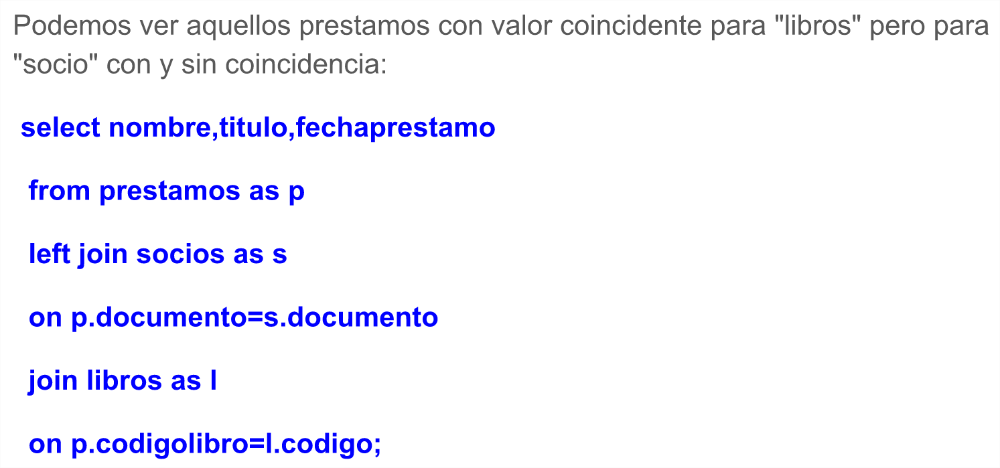 Podemos ver aquellos prestamos con valor coincidente para "libros" pero para
"socio" con y sin coincidencia:
select nombre,titulo,fechaprestamo
from prestamos as p
left join socios as s
on p.documento=s.documento
join libros as l
on p.codigolibro=l.codigo;